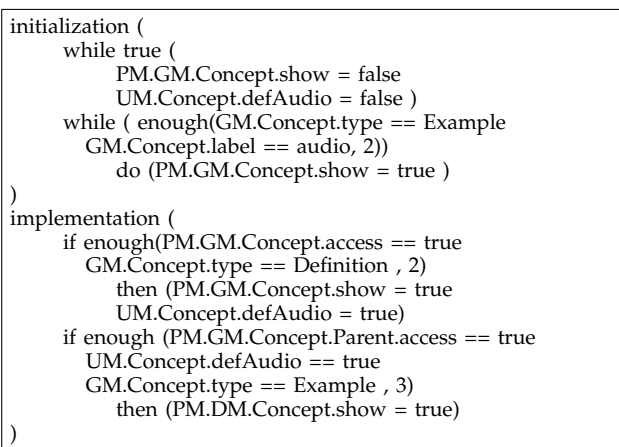 initialization (
while true (
PM.GM.Concept.show = false
UM.Concept.defAudio = false )
while ( enough(GM.Concept.type == Example
GM.Concept.label == audio, 2))
do (PM.GM.Concept.show = true )
)
implementation (
if enough(PM.GM.Concept.access == true
GM.Concept.type == Definition , 2)
then (PM.GM.Concept.show = true
UM.Concept.defAudio = true)
if enough (PM.GM.Concept.Parent.access == true
UM.Concept.defAudio == true
GM.Concept.type == Example , 3)
then (PM.DM.Concept.show = true)
)